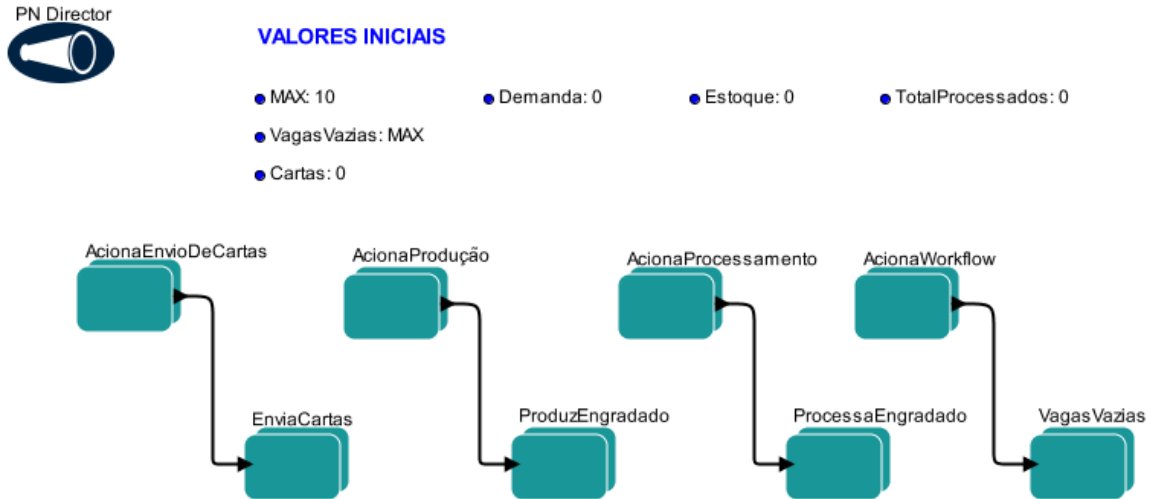 PN Director
VALORES INICIAIS
MAX: 10
Demanda: 0
Estoque: 0
TotalProcessados: 0
VagasVazias: MAX
Cartas: 0
AcionaEnvioDeCartas
AcionaProdução
AcionaProcessamento
AcionaWorkflow
EnviaCartas
ProduzEngradado
ProcessaEngradado
VagasVazias